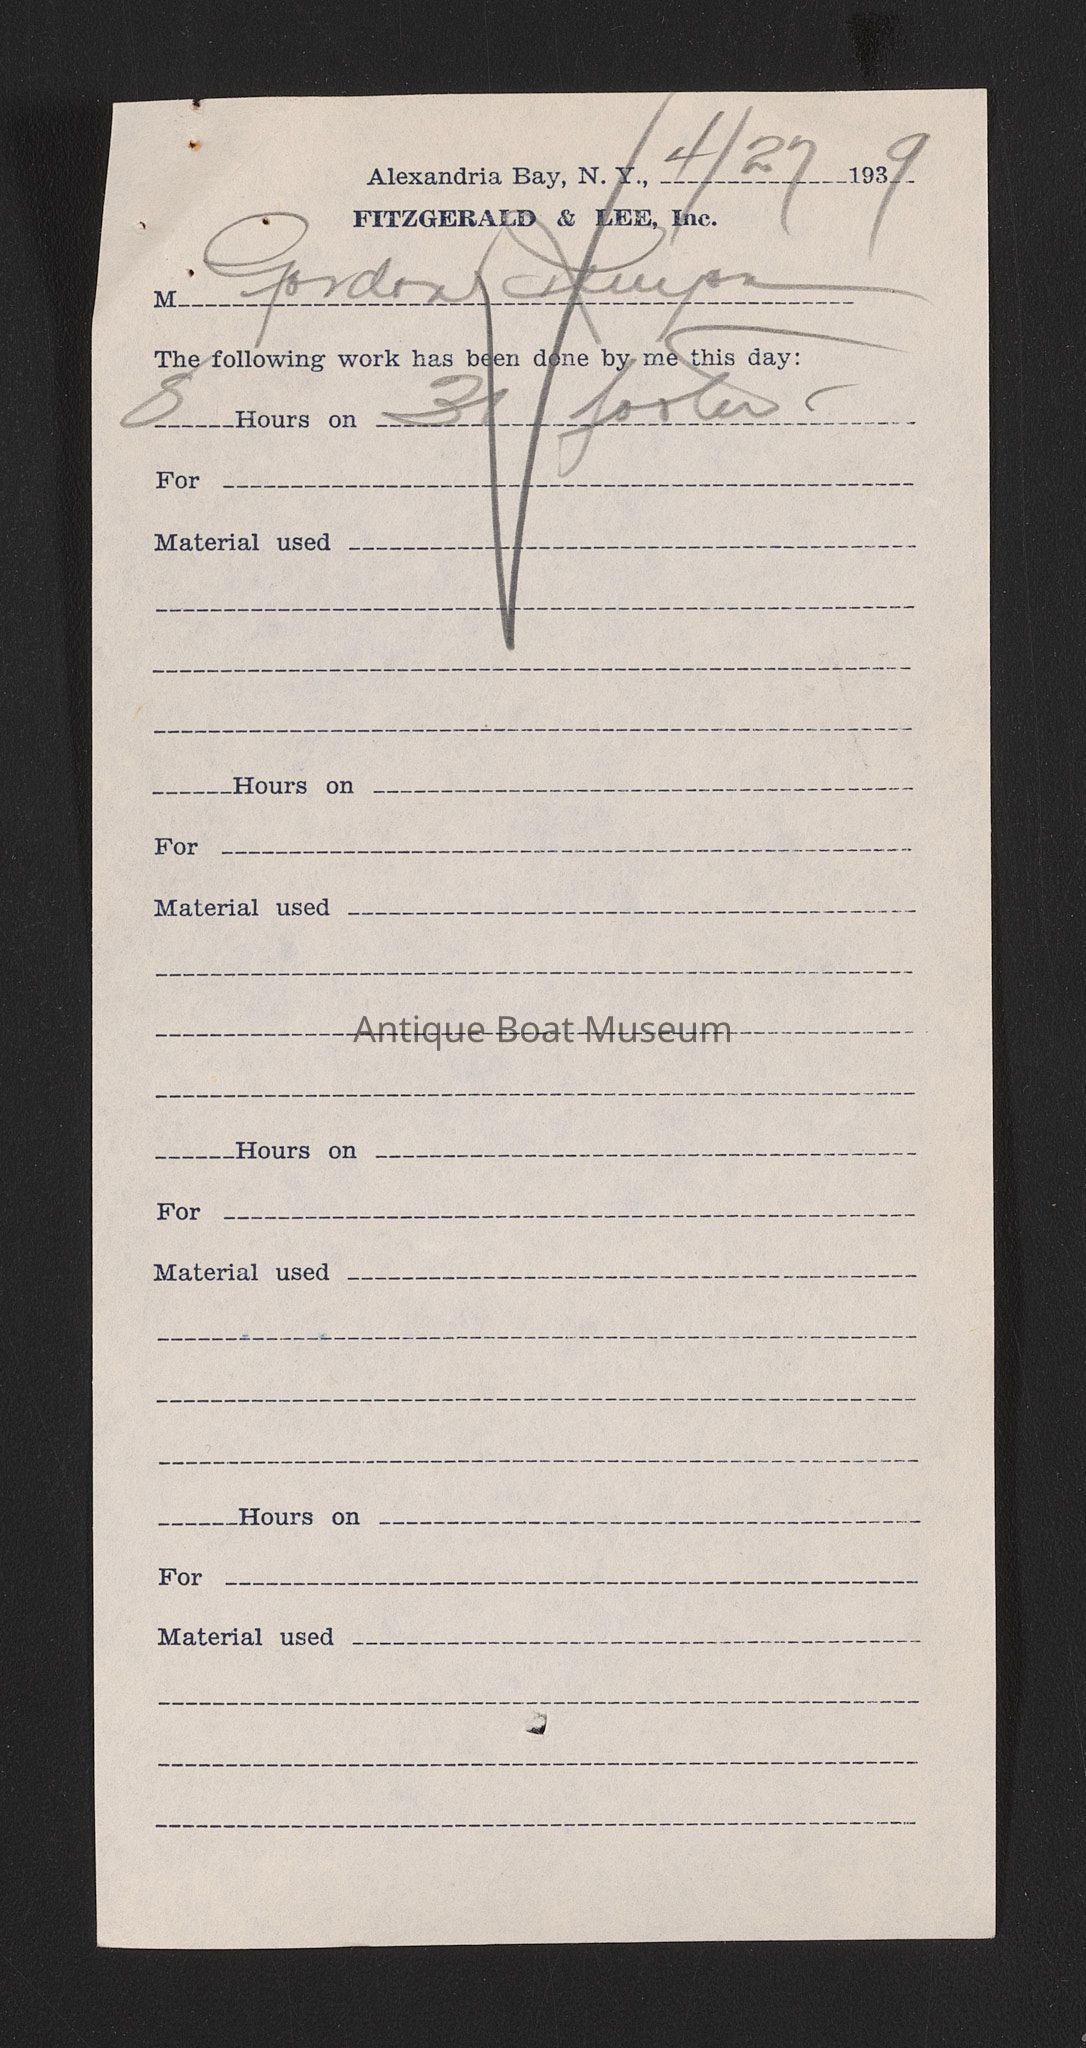 Alexandria Bay, N. Y., 4/27 1939
FITZGERALD & LEE, Inc.
M Gordon
The following work has been done by me this day:
8 Hours on 31 footer
For
Material used
Hours on
For
Material used
Antique Boat Museum
Hours on
For
Material used
Hours on
For
Material used